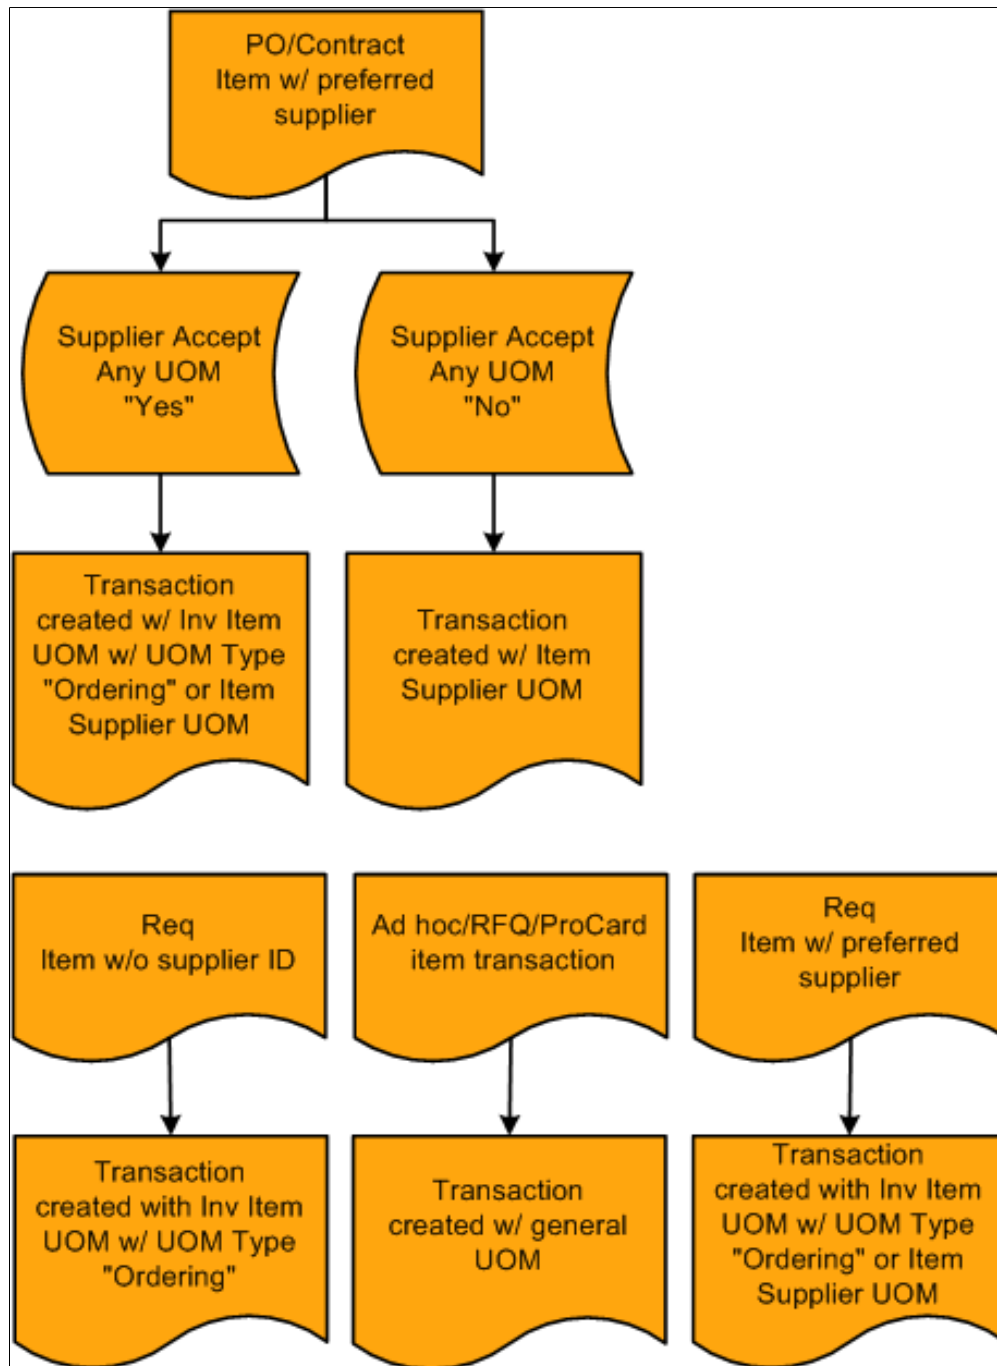 PO/Contract
Item w/ preferred
supplier
Supplier Accept
Any UOM
"Yes"
Supplier Accept
Any UOM
"No"
Transaction
created w/ Inv Item
UOM w/ UOM Type
"Ordering" or Item
Supplier UOM
Transaction
created w/ Item
Supplier UOM
Req
Item w/o supplier ID
Ad hoc/RFQ/ProCard
item transaction
Req
Item w/ preferred
supplier
Transaction
created with Inv Item
UOM w/ UOM Type
"Ordering"
Transaction
created w/ general
UOM
Transaction
created with Inv Item
UOM w/ UOM Type
"Ordering" or Item
Supplier UOM